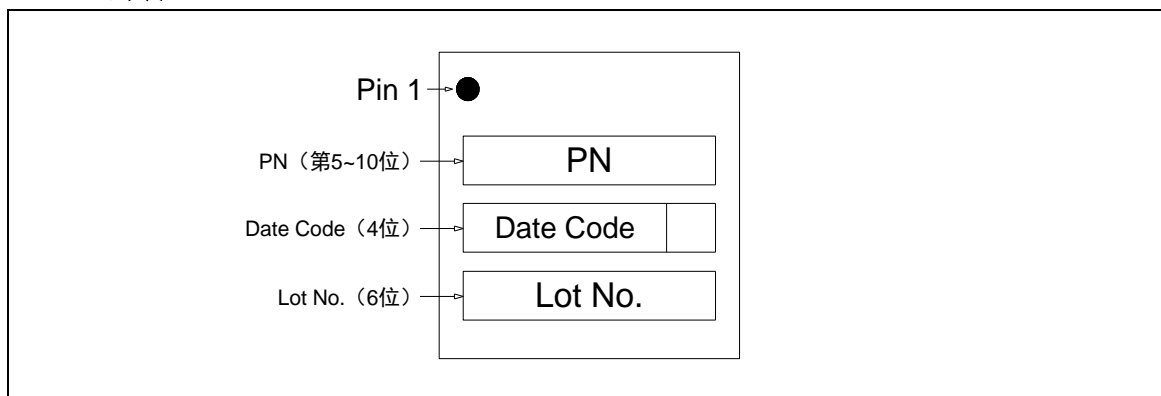 Pin 1
PN（第5~10位）
PN
Date Code（4位）
Date Code
Lot No.（6位）
Lot No.